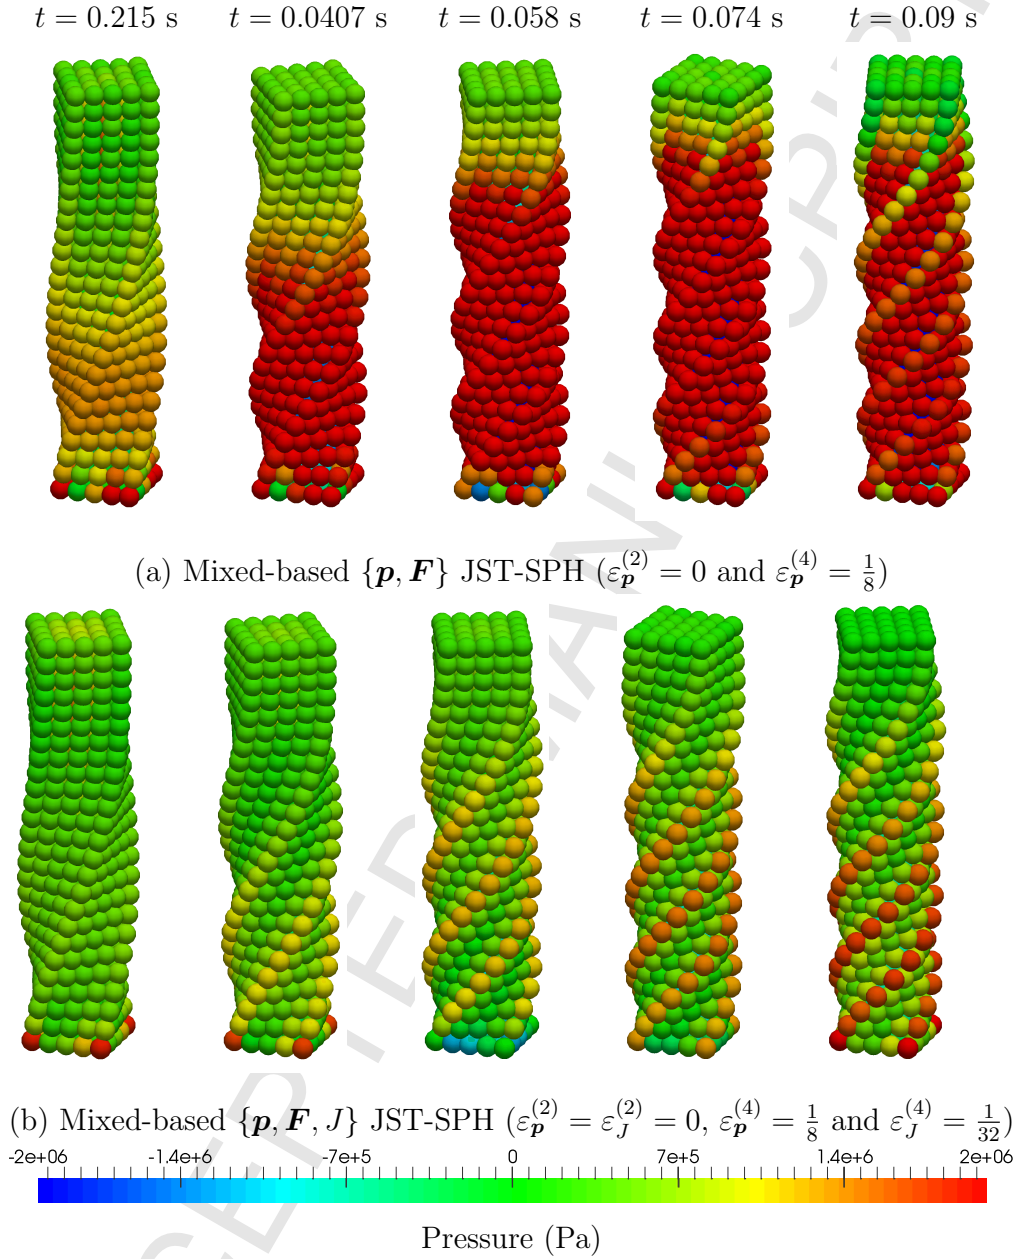 t = 0.215 s t = 0.0407 s t = 0.058 s t = 0.074 s t = 0.09 s
(a) Mixed-based {p, F} JST-SPH (ε_p^(2) = 0 and ε_p^(4) = 1/8)
(b) Mixed-based {p, F, J} JST-SPH (ε_p^(2) = ε_J^(2) = 0, ε_p^(4) = 1/8 and ε_J^(4) = 1/32)
-2e+06 -1.4e+06 -7e+5 0 7e+5 1.4e+06 2e+06
Pressure (Pa)